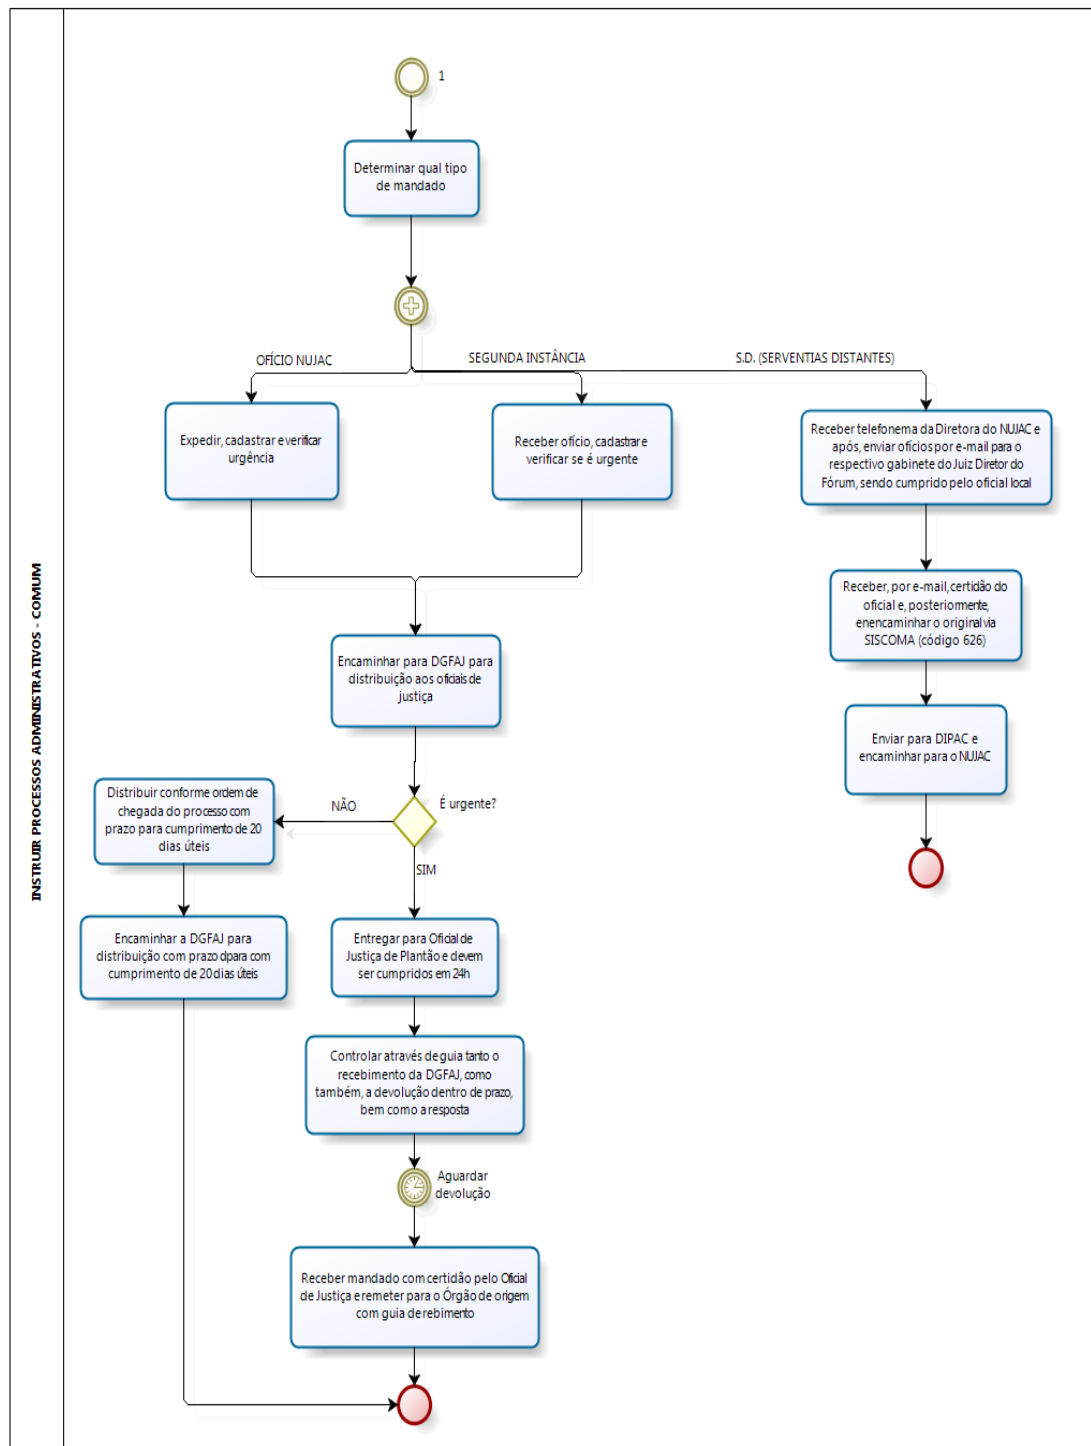 INSTRUIR PROCESSOS ADMINISTRATIVOS - COMUM
1
Determinar qual tipo
de mandado
OFÍCIO NUJAC
SEGUNDA INSTÂNCIA
S.D. (SERVENTIAS DISTANTES)
Expedir, cadastrar e verificar
urgência
Receber ofício, cadastrar e
verificar se é urgente
Receber telefonema da Diretora do NUJAC e
após, enviar ofícios por e-mail para o
respectivo gabinete do Juiz Diretor do
Fórum, sendo cumprido pelo oficial local
Receber, por e-mail, certidão do
oficial e, posteriormente,
enencaminhar o original via
SISCOMA (código 626)
Encaminhar para DGFAJ para
distribuição aos oficiais de
justiça
Enviar para DIPAC e
encaminhar para o NUJAC
É urgente?
NÃO
SIM
Distribuir conforme ordem de
chegada do processo com
prazo para cumprimento de 20
dias úteis
Encaminhar a DGFAJ para
distribuição com prazo dpara com
cumprimento de 20 dias úteis
Entregar para Oficial de
Justiça de Plantão e devem
ser cumpridos em 24h
Controlar através de guia tanto o
recebimento da DGFAJ, como
também, a devolução dentro de prazo,
bem como a resposta
Aguardar
devolução
Receber mandado com certidão pelo Oficial
de Justiça e remeter para o Órgão de origem
com guia de rebimento